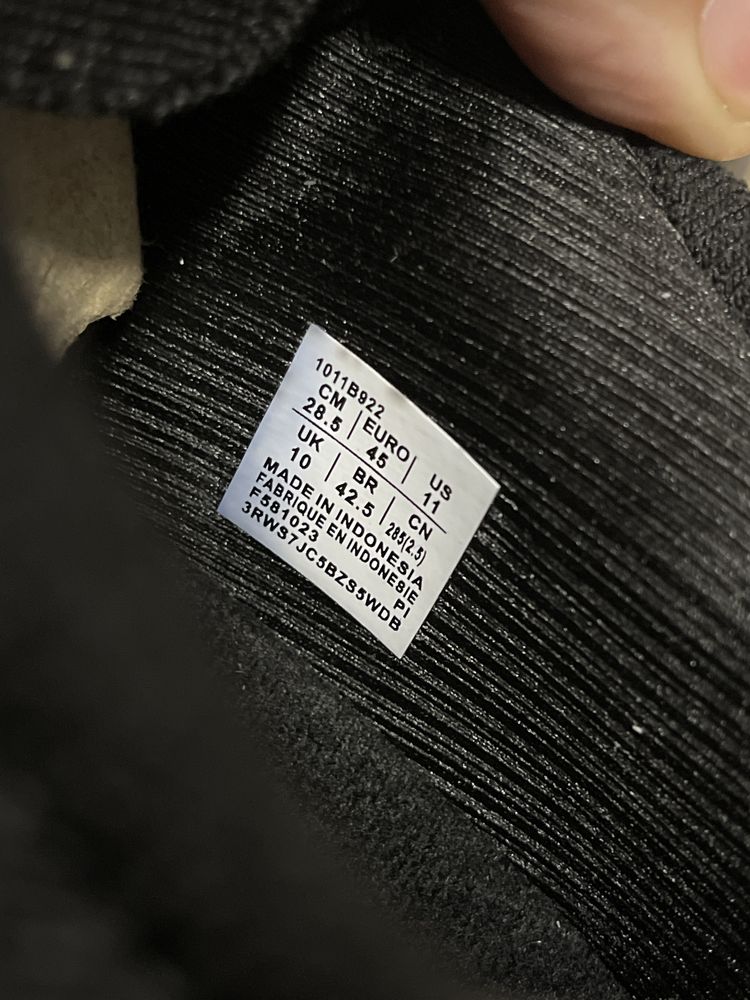 1011B922
CM | EURO | US
28.5 | 45 | 11
UK | BR | CN
10 | 42.5 | 285(2.5)
MADE IN INDONESIA
FABRIQUE EN INDONESIE
F581023 PI
3RWS7JC5BZS5WDB